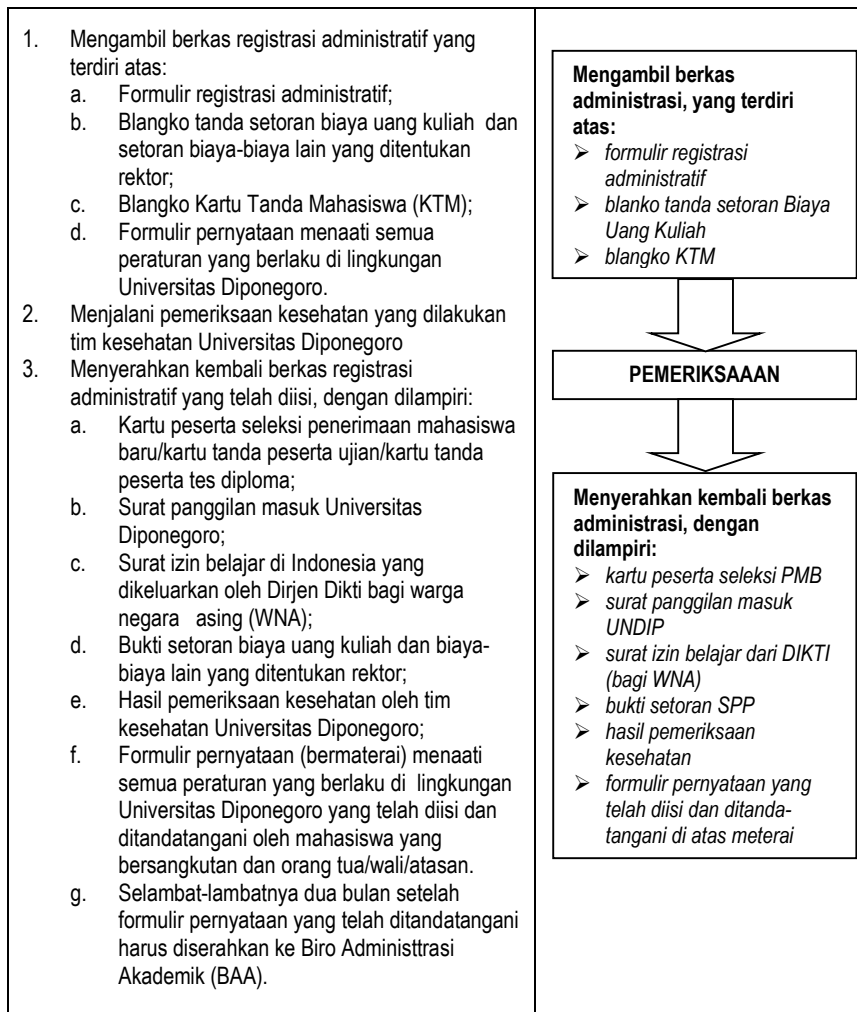 1. Mengambil berkas registrasi administratif yang
terdiri atas:
a. Formulir registrasi administratif;
b. Blangko tanda setoran biaya uang kuliah dan
setoran biaya-biaya lain yang ditentukan
rektor;
c. Blangko Kartu Tanda Mahasiswa (KTM);
d. Formulir pernyataan menaati semua
peraturan yang berlaku di lingkungan
Universitas Diponegoro.
2. Menjalani pemeriksaan kesehatan yang dilakukan
tim kesehatan Universitas Diponegoro
3. Menyerahkan kembali berkas registrasi
administratif yang telah diisi, dengan dilampiri:
a. Kartu peserta seleksi penerimaan mahasiswa
baru/kartu tanda peserta ujian/kartu tanda
peserta tes diploma;
b. Surat panggilan masuk Universitas
Diponegoro;
c. Surat izin belajar di Indonesia yang
dikeluarkan oleh Dirjen Dikti bagi warga
negara asing (WNA);
d. Bukti setoran biaya uang kuliah dan biaya-
biaya lain yang ditentukan rektor;
e. Hasil pemeriksaan kesehatan oleh tim
kesehatan Universitas Diponegoro;
f. Formulir pernyataan (bermaterai) menaati
semua peraturan yang berlaku di lingkungan
Universitas Diponegoro yang telah diisi dan
ditandatangani oleh mahasiswa yang
bersangkutan dan orang tua/wali/atasan.
g. Selambat-lambatnya dua bulan setelah
formulir pernyataan yang telah ditandatangani
harus diserahkan ke Biro Administtrasi
Akademik (BAA).
Mengambil berkas
administrasi, yang terdiri
atas:
➢ formulir registrasi
administratif
➢ blanko tanda setoran Biaya
Uang Kuliah
➢ blangko KTM
PEMERIKSAAAN
Menyerahkan kembali berkas
administrasi, dengan
dilampiri:
➢ kartu peserta seleksi PMB
➢ surat panggilan masuk
UNDIP
➢ surat izin belajar dari DIKTI
(bagi WNA)
➢ bukti setoran SPP
➢ hasil pemeriksaan
kesehatan
➢ formulir pernyataan yang
telah diisi dan ditanda-
tangani di atas meterai